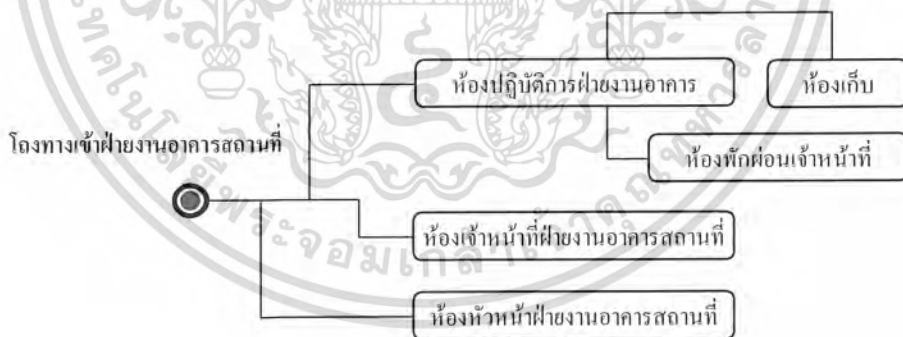 ห้องปฏิบัติการฝ่ายงานอาคาร
ห้องเก็บ
โถงทางเข้าฝ่ายงานอาคารสถานที่
ห้องพักผ่อนเจ้าหน้าที่
ห้องเจ้าหน้าที่ฝ่ายงานอาคารสถานที่
ห้องหัวหน้าฝ่ายงานอาคารสถานที่